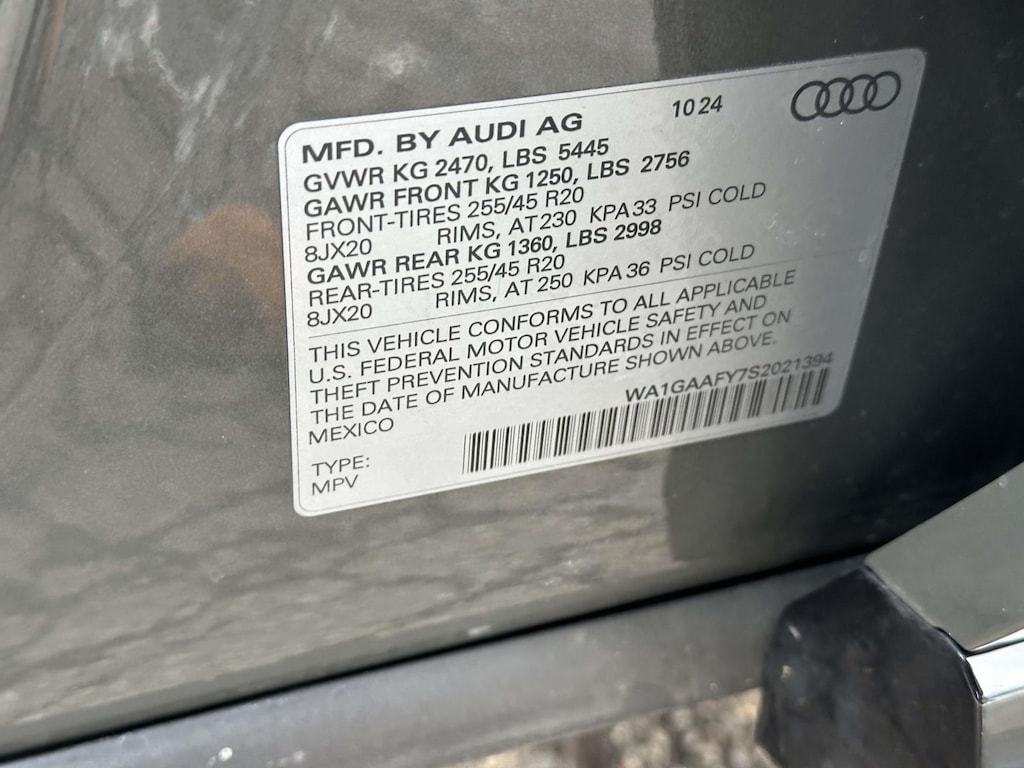 MFD. BY AUDI AG 10 24
GVWR KG 2470, LBS 5445
GAWR FRONT KG 1250, LBS 2756
FRONT-TIRES 255/45 R20
8JX20 RIMS, AT 230 KPA 33 PSI COLD
GAWR REAR KG 1360, LBS 2998
REAR-TIRES 255/45 R20
8JX20 RIMS, AT 250 KPA 36 PSI COLD
THIS VEHICLE CONFORMS TO ALL APPLICABLE
U.S. FEDERAL MOTOR VEHICLE SAFETY AND
THEFT PREVENTION STANDARDS IN EFFECT ON
THE DATE OF MANUFACTURE SHOWN ABOVE.
MEXICO WA1GAAFY7S2021394
TYPE:
MPV